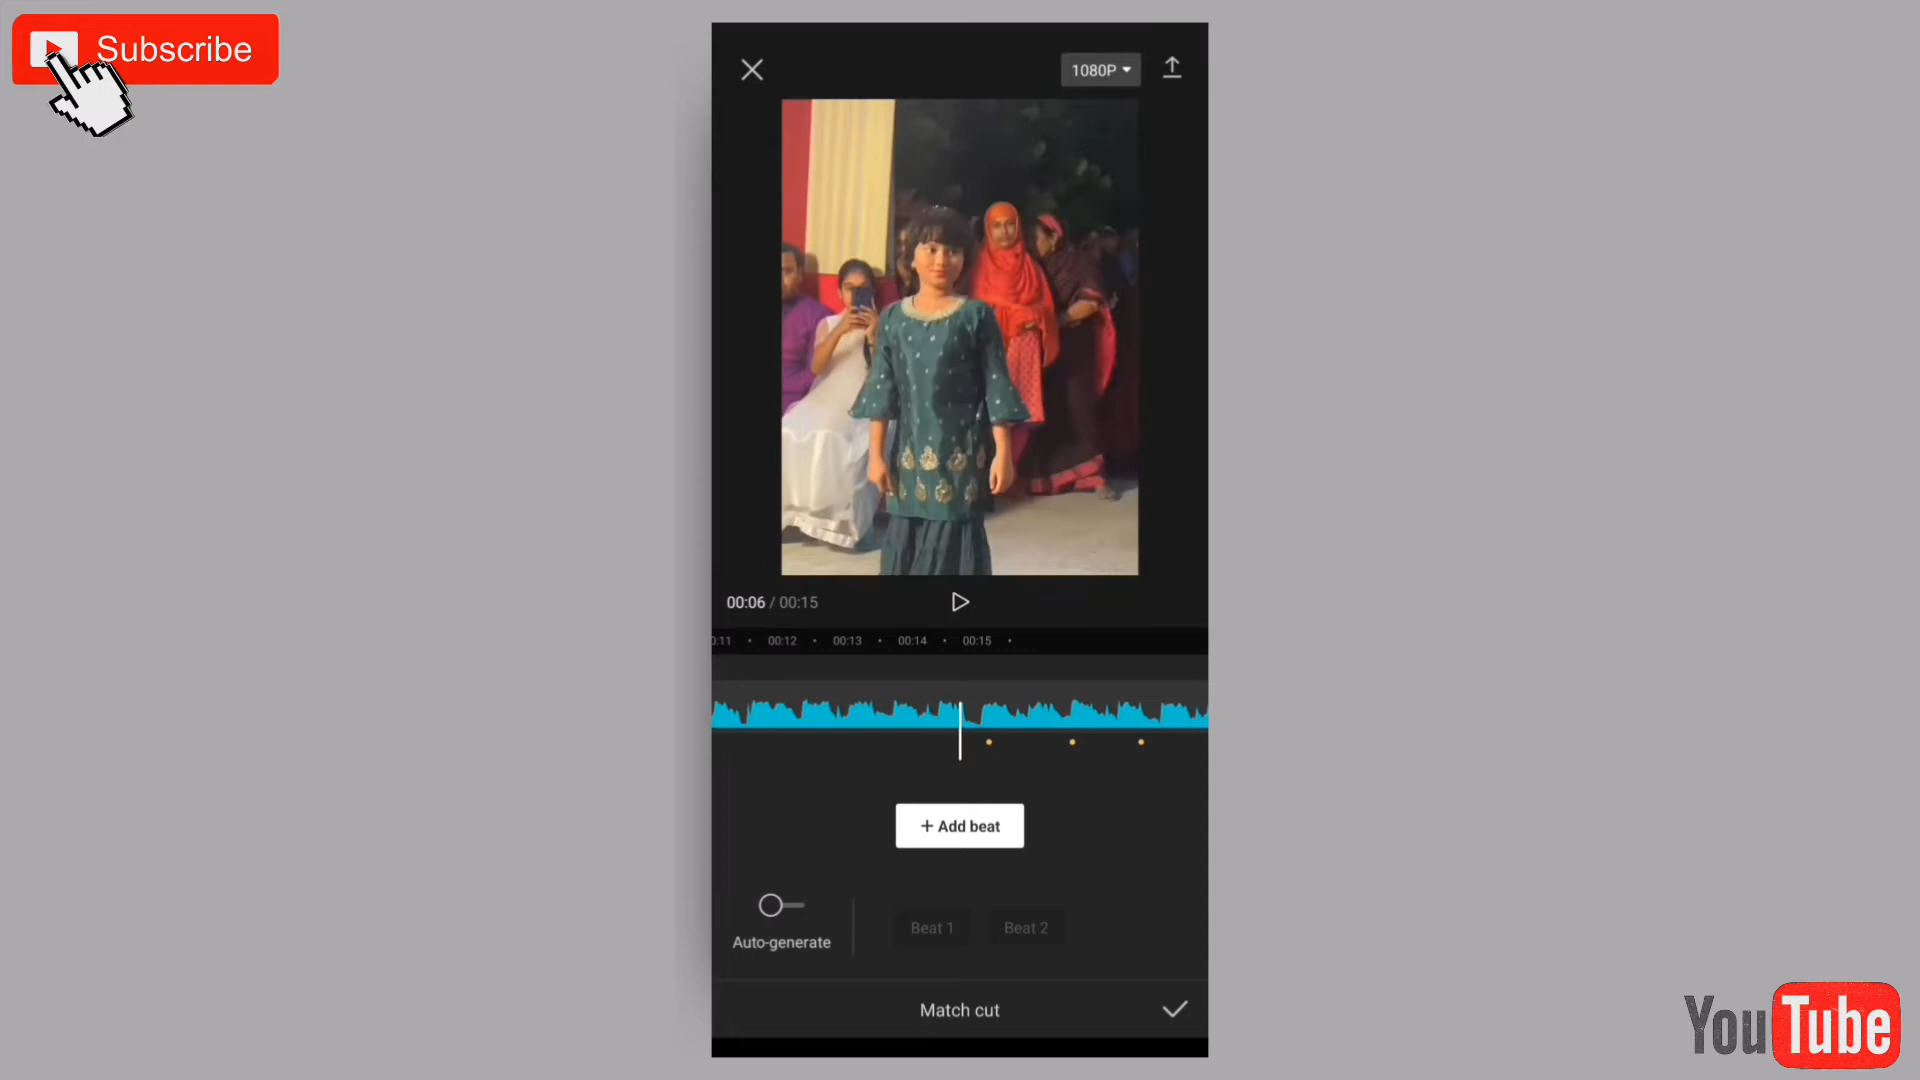 Subscribe
1080P
00:06 / 00:15
0:11 00:12 00:13 00:14 00:15
+ Add beat
Auto-generate
Beat 1 Beat 2
Match cut
YouTube